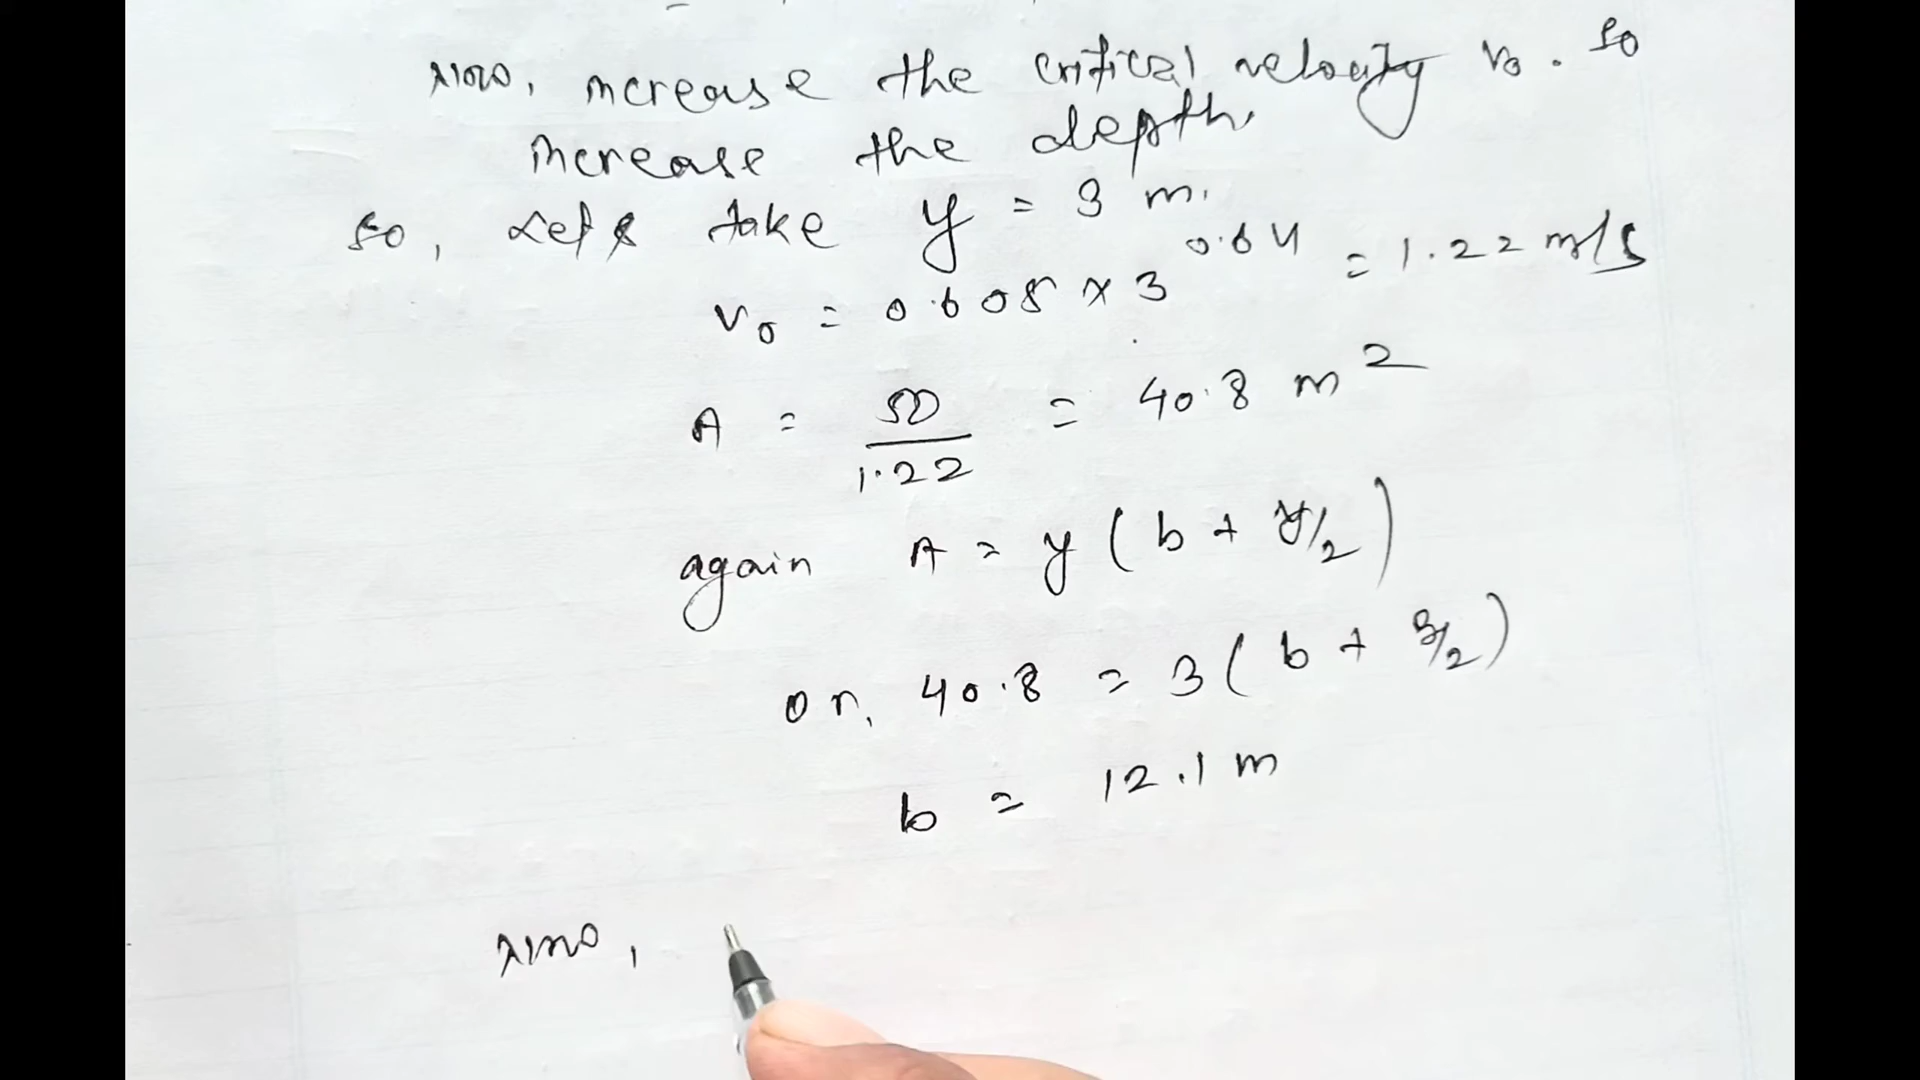 Now, increase the critical velocity v₀. so
increase the depth.
so, Let's take y = 3 m.
v₀ = 0.608 × 3^0.64 = 1.22 m/s
A = 50/1.22 = 40.8 m²
again A = y (b + y/2)
or, 40.8 = 3 (b + 3/2)
b = 12.1 m
Now,